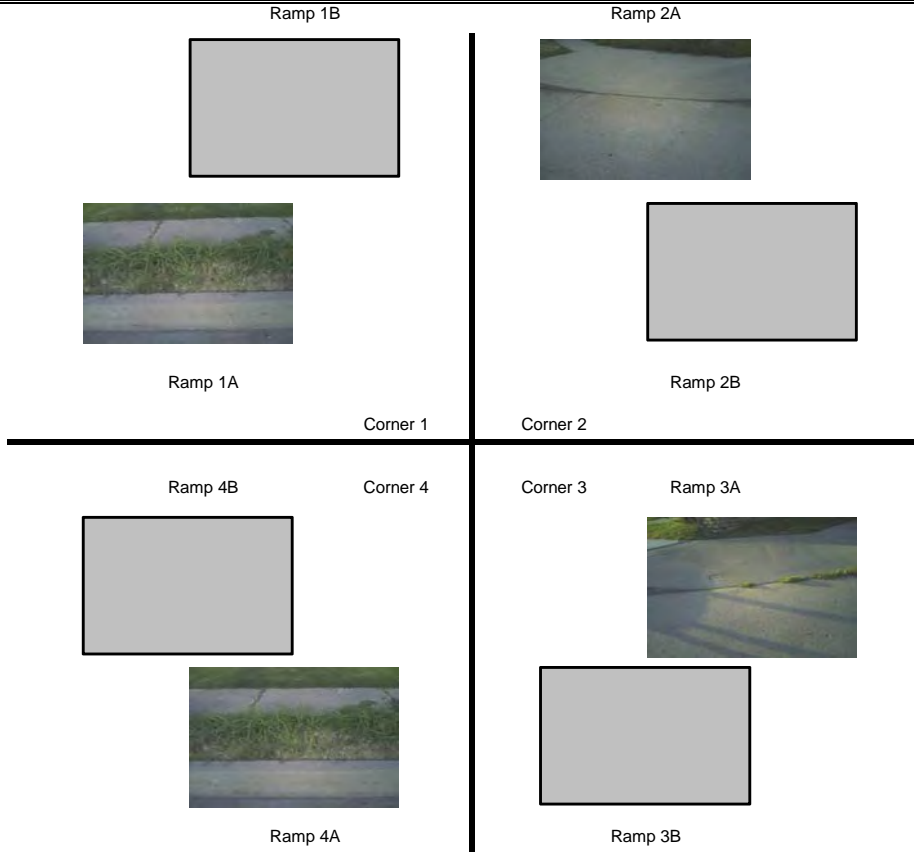 Ramp 1B Ramp 2A
Ramp 1A Ramp 2B
Corner 1 Corner 2
Ramp 4B Corner 4 Corner 3 Ramp 3A
Ramp 4A Ramp 3B